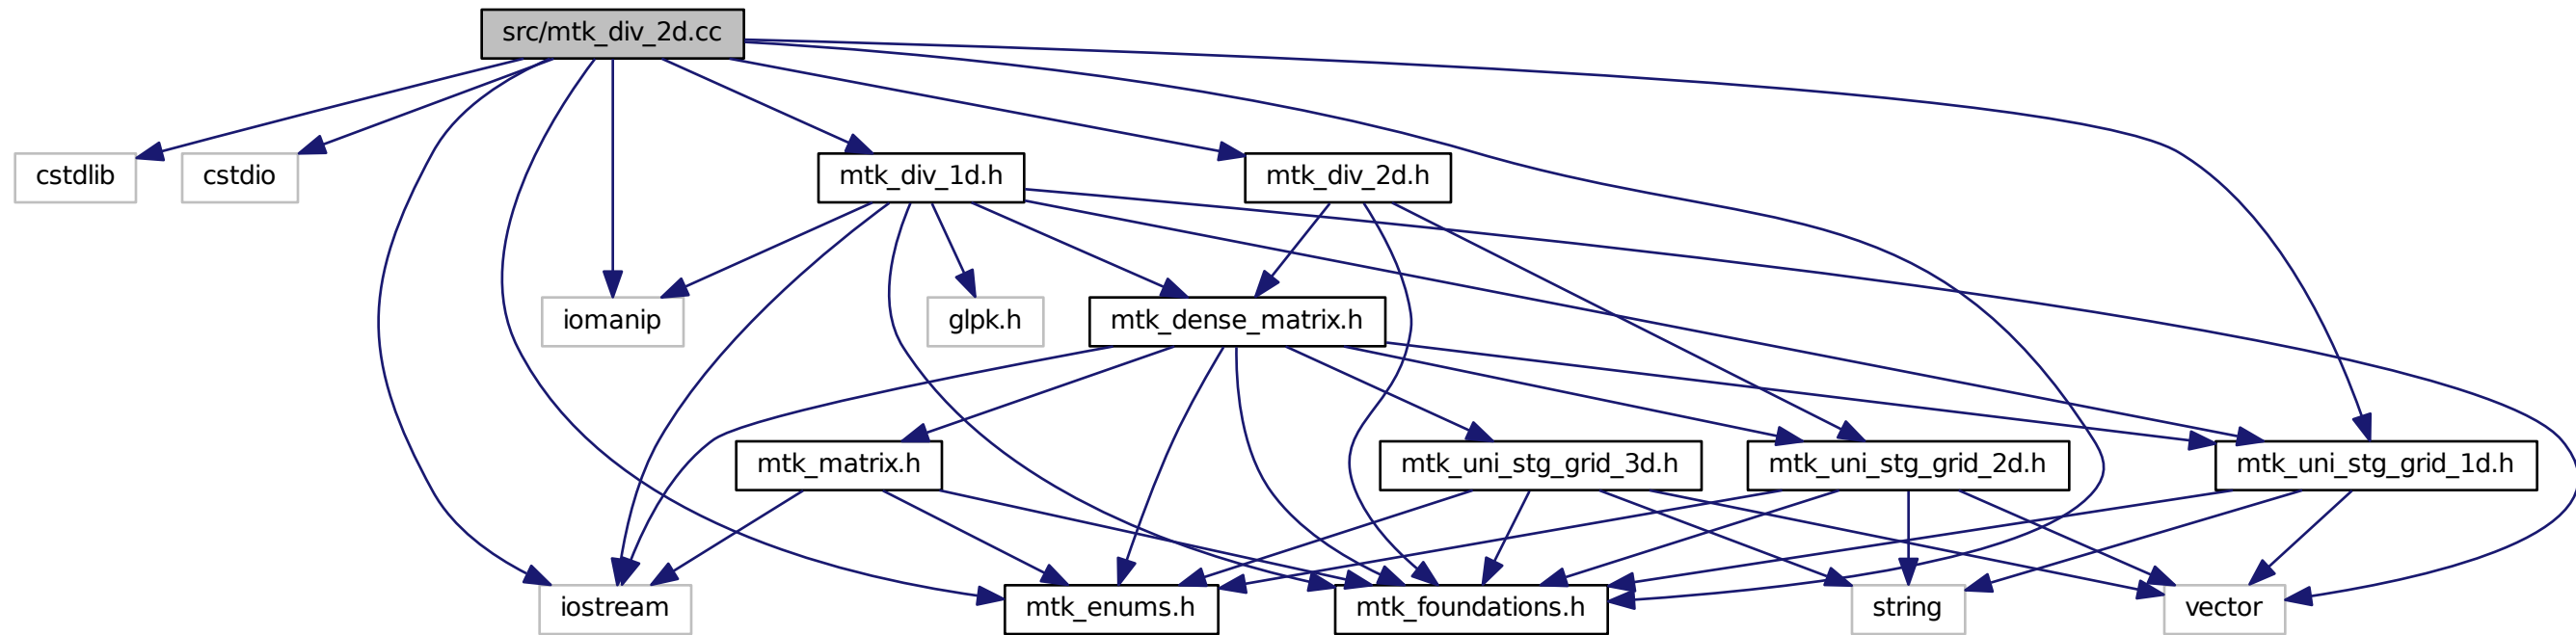 src/mtk_div_2d.cc
cstdlib
cstdio
mtk_div_1d.h
mtk_div_2d.h
iomanip
glpk.h
mtk_dense_matrix.h
mtk_matrix.h
mtk_uni_stg_grid_3d.h
mtk_uni_stg_grid_2d.h
mtk_uni_stg_grid_1d.h
iostream
mtk_enums.h
mtk_foundations.h
string
vector